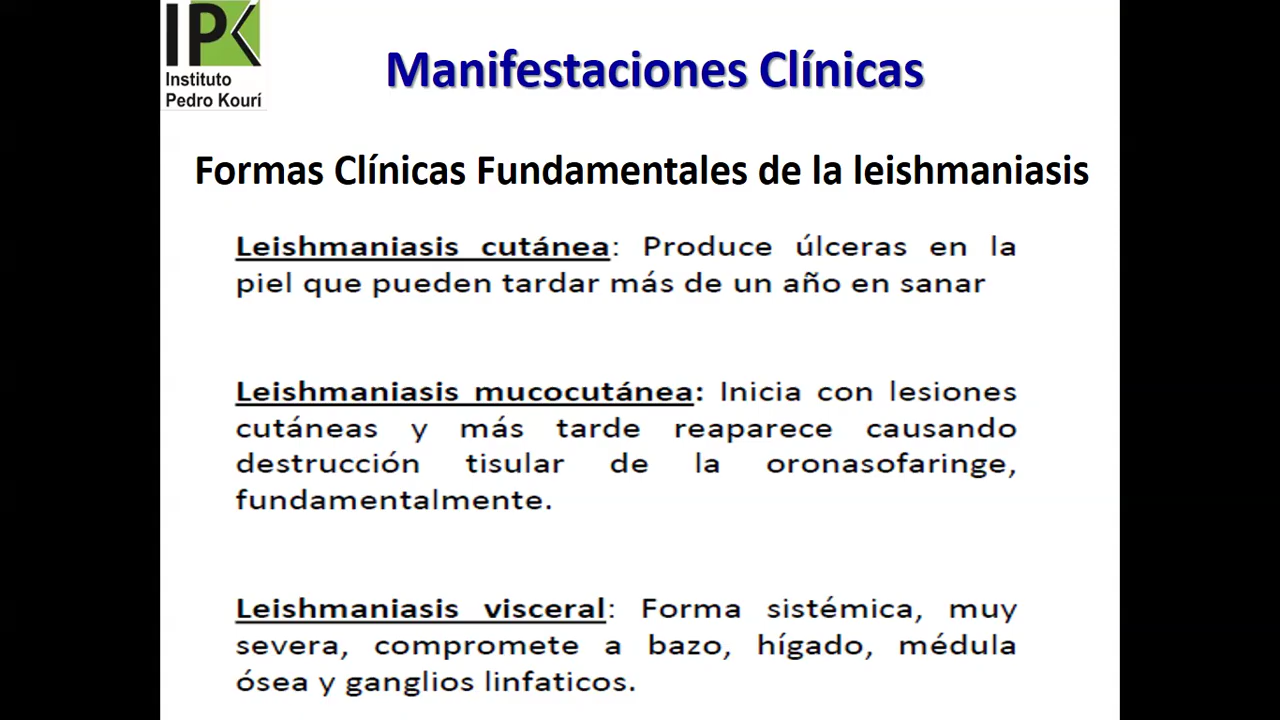 IPK
Instituto
Pedro Kourí
Manifestaciones Clínicas
Formas Clínicas Fundamentales de la leishmaniasis
Leishmaniasis cutánea: Produce úlceras en la
piel que pueden tardar más de un año en sanar
Leishmaniasis mucocutánea: Inicia con lesiones
cutáneas y más tarde reaparece causando
destrucción tisular de la oronasofaringe,
fundamentalmente.
Leishmaniasis visceral: Forma sistémica, muy
severa, compromete a bazo, hígado, médula
ósea y ganglios linfaticos.